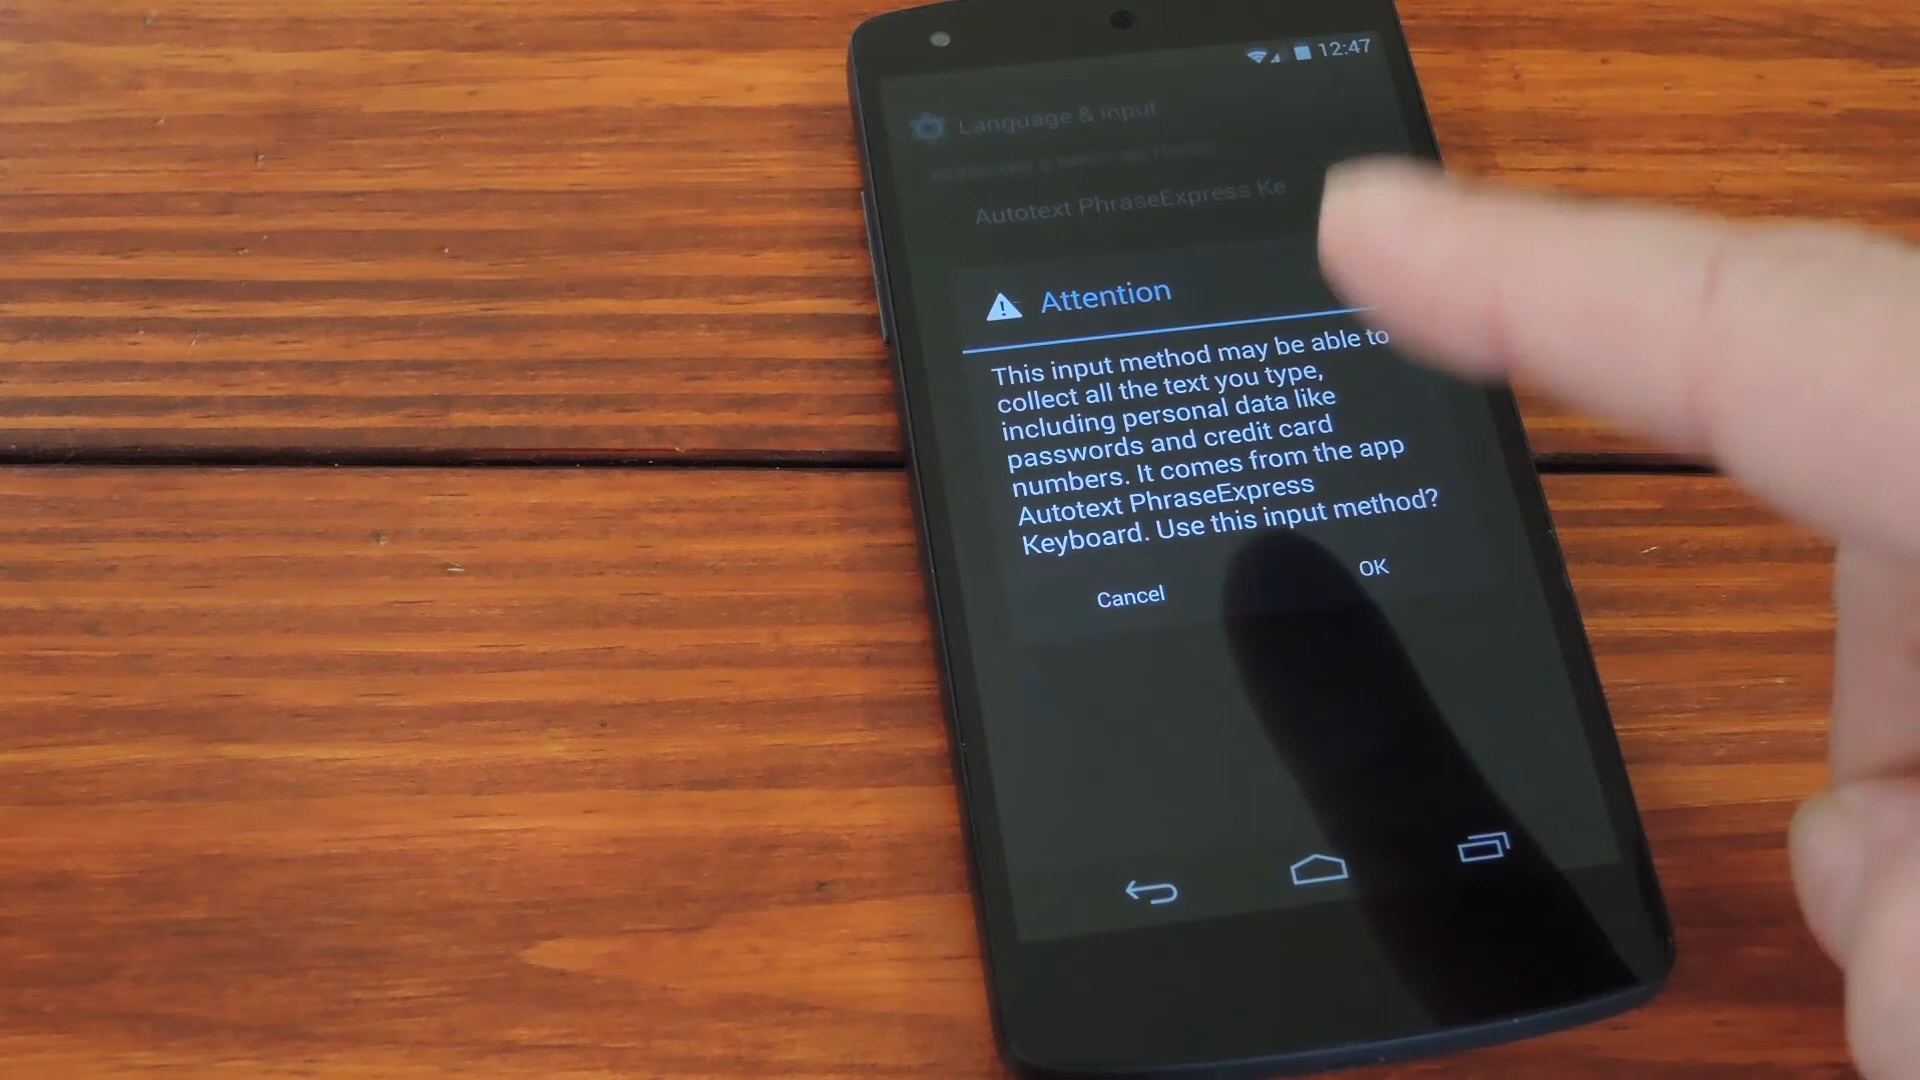 12:47
Language & input
Autotext PhraseExpress Ke
Attention
This input method may be able to
collect all the text you type,
including personal data like
passwords and credit card
numbers. It comes from the app
Autotext PhraseExpress
Keyboard. Use this input method?
Cancel
OK